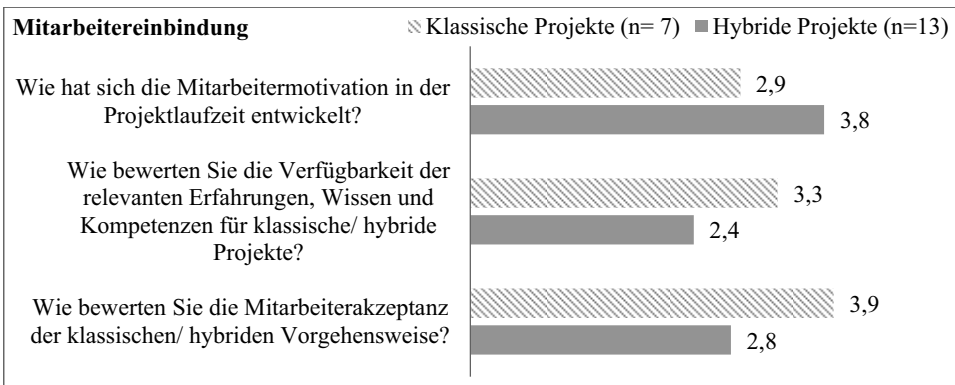 Mitarbeitereinbindung
Klassische Projekte (n= 7) Hybride Projekte (n=13)
Wie hat sich die Mitarbeitermotivation in der
Projektlaufzeit entwickelt?
2,9
3,8
Wie bewerten Sie die Verfügbarkeit der
relevanten Erfahrungen, Wissen und
Kompetenzen für klassische/ hybride
Projekte?
3,3
2,4
Wie bewerten Sie die Mitarbeiterakzeptanz
der klassischen/ hybriden Vorgehensweise?
3,9
2,8